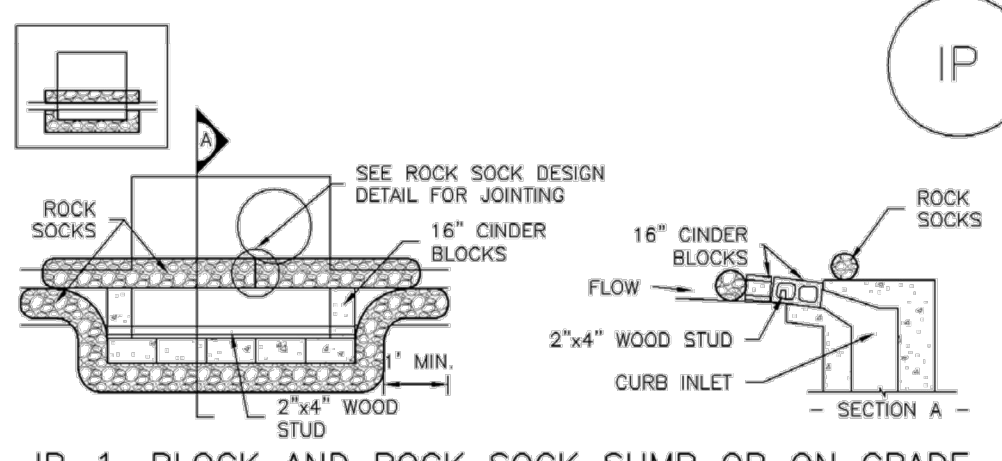 IP
A
SEE ROCK SOCK DESIGN
DETAIL FOR JOINTING
ROCK
SOCKS
16" CINDER
BLOCKS
1' MIN.
2"x4" WOOD
STUD
ROCK
SOCKS
16" CINDER
BLOCKS
FLOW
2"x4" WOOD STUD
CURB INLET
- SECTION A -
IP-1. BLOCK AND ROCK SOCK SUMP OR ON GRADE